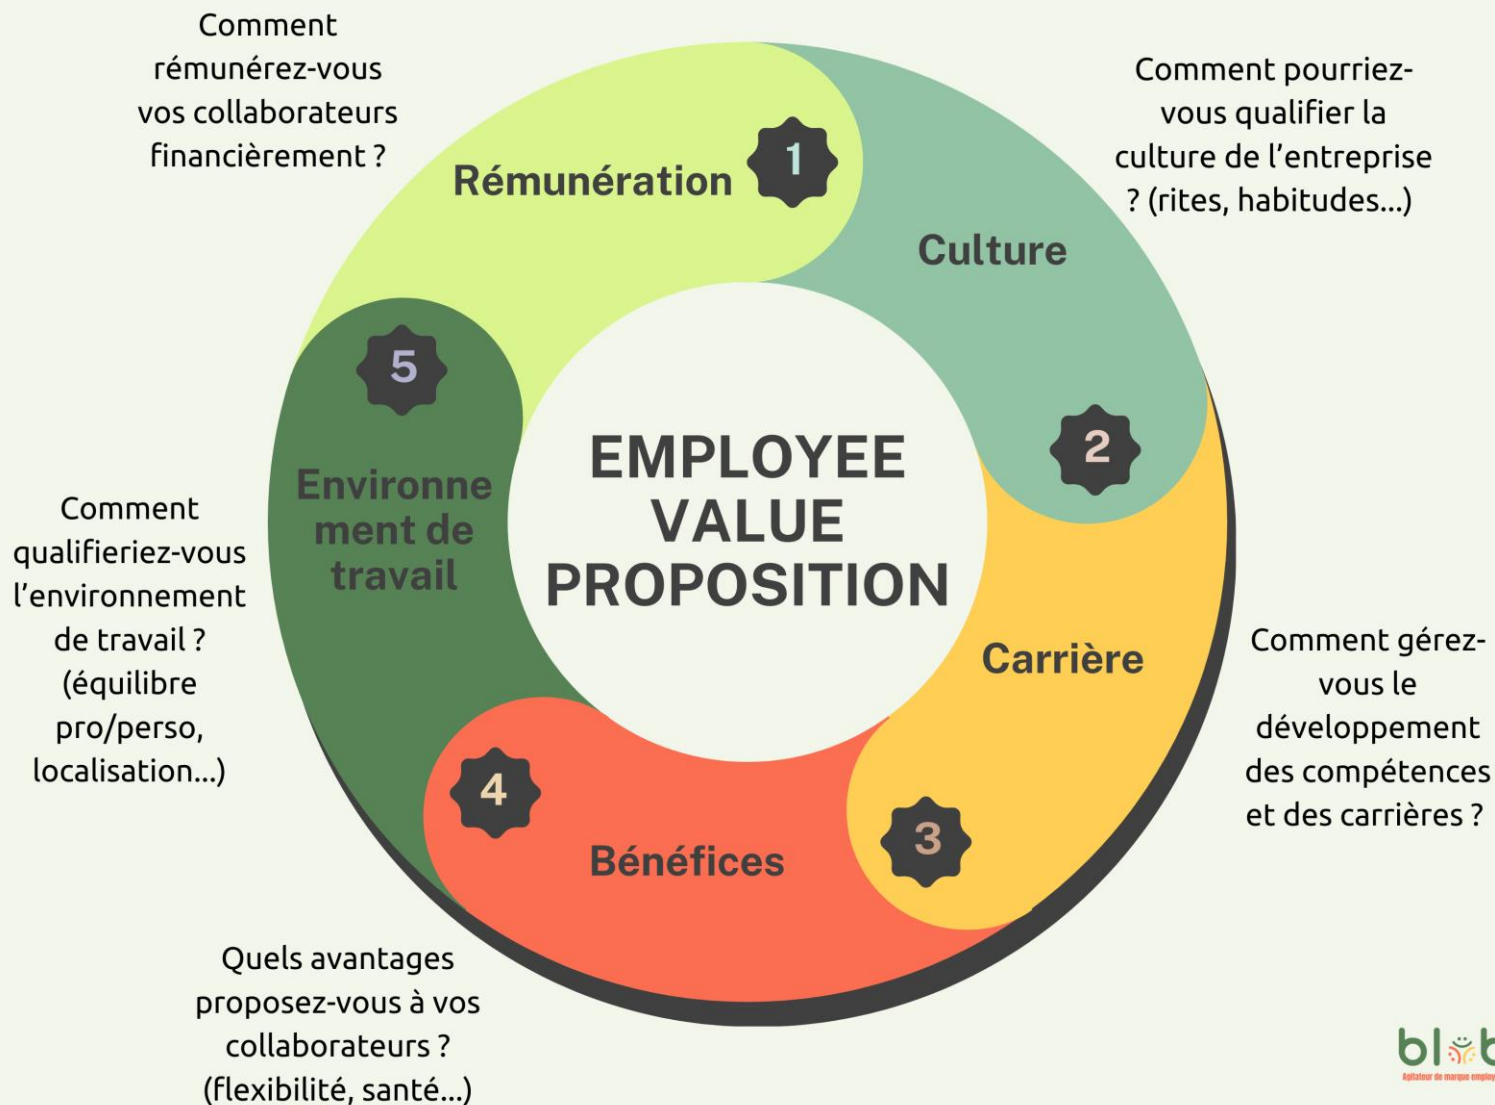 Comment
rémunérez-vous
vos collaborateurs
financièrement ?
Rémunération
1
Comment pourriez-
vous qualifier la
culture de l'entreprise
? (rites, habitudes...)
Culture
2
EMPLOYEE
VALUE
PROPOSITION
Carrière
3
Comment gérez-
vous le
développement
des compétences
et des carrières ?
Bénéfices
4
Quels avantages
proposez-vous à vos
collaborateurs ?
(flexibilité, santé...)
5
Environne
ment de
travail
Comment
qualifieriez-vous
l'environnement
de travail ?
(équilibre
pro/perso,
localisation...)
Agitateur de marque